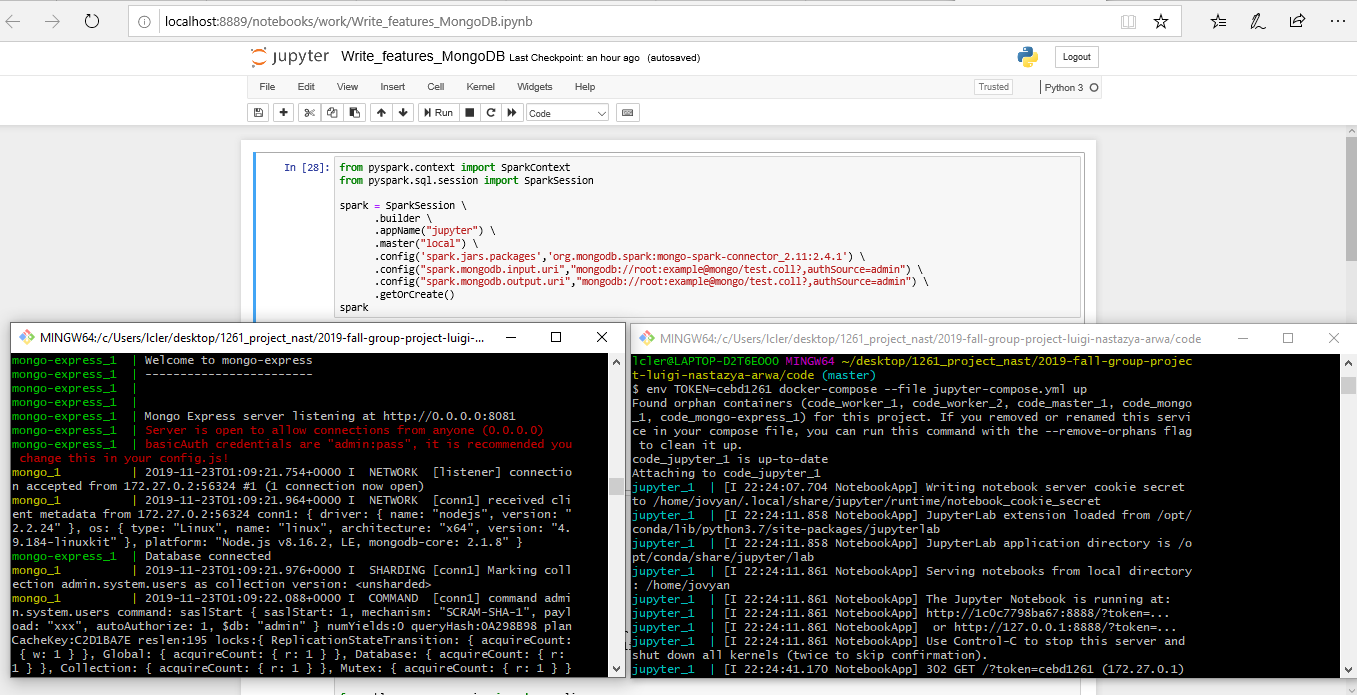 localhost:8889/notebooks/work/Write_features_MongoDB.ipynb
jupyter Write_features_MongoDB Last Checkpoint: an hour ago (autosaved)
Logout
File Edit View Insert Cell Kernel Widgets Help
Trusted
Python 3
Run
Code
In [28]:
from pyspark.context import SparkContext
from pyspark.sql.session import SparkSession
spark = SparkSession \
.builder \
.appName("jupyter") \
.master("local") \
.config('spark.jars.packages','org.mongodb.spark:mongo-spark-connector_2.11:2.4.1') \
.config("spark.mongodb.input.uri","mongodb://root:example@mongo/test.coll?,authSource=admin") \
.config("spark.mongodb.output.uri","mongodb://root:example@mongo/test.coll?,authSource=admin") \
.getOrCreate()
spark
MINGW64:/c/Users/lcler/desktop/1261_project_nast/2019-fall-group-project-luigi-...
mongo-express_1 | Welcome to mongo-express
mongo-express_1 | ------------------------
mongo-express_1 |
mongo-express_1 |
mongo-express_1 | Mongo Express server listening at http://0.0.0.0:8081
mongo-express_1 | Server is open to allow connections from anyone (0.0.0.0)
mongo-express_1 | basicAuth credentials are "admin:pass", it is recommended you
change this in your config.js!
mongo_1 | 2019-11-23T01:09:21.754+0000 I NETWORK [listener] connectio
n accepted from 172.27.0.2:56324 #1 (1 connection now open)
mongo_1 | 2019-11-23T01:09:21.964+0000 I NETWORK [conn1] received cli
ent metadata from 172.27.0.2:56324 conn1: { driver: { name: "nodejs", version: "
2.2.24" }, os: { type: "Linux", name: "linux", architecture: "x64", version: "4.
9.184-linuxkit" }, platform: "Node.js v8.16.2, LE, mongodb-core: 2.1.8" }
mongo-express_1 | Database connected
mongo_1 | 2019-11-23T01:09:21.976+0000 I SHARDING [conn1] Marking coll
ection admin.system.users as collection version: <unsharded>
mongo_1 | 2019-11-23T01:09:22.088+0000 I COMMAND [conn1] command admi
n.system.users command: saslStart { saslStart: 1, mechanism: "SCRAM-SHA-1", payl
oad: "xxx", autoAuthorize: 1, $db: "admin" } numYields:0 queryHash:0A298B98 plan
CacheKey:C2D1BA7E reslen:195 locks:{ ReplicationStateTransition: { acquireCount:
{ w: 1 } }, Global: { acquireCount: { r: 1 } }, Database: { acquireCount: { r:
1 } }, Collection: { acquireCount: { r: 1 } }, Mutex: { acquireCount: { r: 1 } }
MINGW64:/c/Users/lcler/desktop/1261_project_nast/2019-fall-group-project-luigi-nastazya-arwa/code
lcler@LAPTOP-D2T6EOOO MINGW64 ~/desktop/1261_project_nast/2019-fall-group-projec
t-luigi-nastazya-arwa/code (master)
$ env TOKEN=cebd1261 docker-compose --file jupyter-compose.yml up
Found orphan containers (code_worker_1, code_worker_2, code_master_1, code_mongo
_1, code_mongo-express_1) for this project. If you removed or renamed this servi
ce in your compose file, you can run this command with the --remove-orphans flag
to clean it up.
code_jupyter_1 is up-to-date
Attaching to code_jupyter_1
jupyter_1 | [I 22:24:07.704 NotebookApp] Writing notebook server cookie secret
to /home/jovyan/.local/share/jupyter/runtime/notebook_cookie_secret
jupyter_1 | [I 22:24:11.858 NotebookApp] JupyterLab extension loaded from /opt/
conda/lib/python3.7/site-packages/jupyterlab
jupyter_1 | [I 22:24:11.858 NotebookApp] JupyterLab application directory is /o
pt/conda/share/jupyter/lab
jupyter_1 | [I 22:24:11.861 NotebookApp] Serving notebooks from local directory
: /home/jovyan
jupyter_1 | [I 22:24:11.861 NotebookApp] The Jupyter Notebook is running at:
jupyter_1 | [I 22:24:11.861 NotebookApp] http://1c0c7798ba67:8888/?token=...
jupyter_1 | [I 22:24:11.861 NotebookApp] or http://127.0.0.1:8888/?token=...
jupyter_1 | [I 22:24:11.861 NotebookApp] Use Control-C to stop this server and
shut down all kernels (twice to skip confirmation).
jupyter_1 | [I 22:24:41.170 NotebookApp] 302 GET /?token=cebd1261 (172.27.0.1)